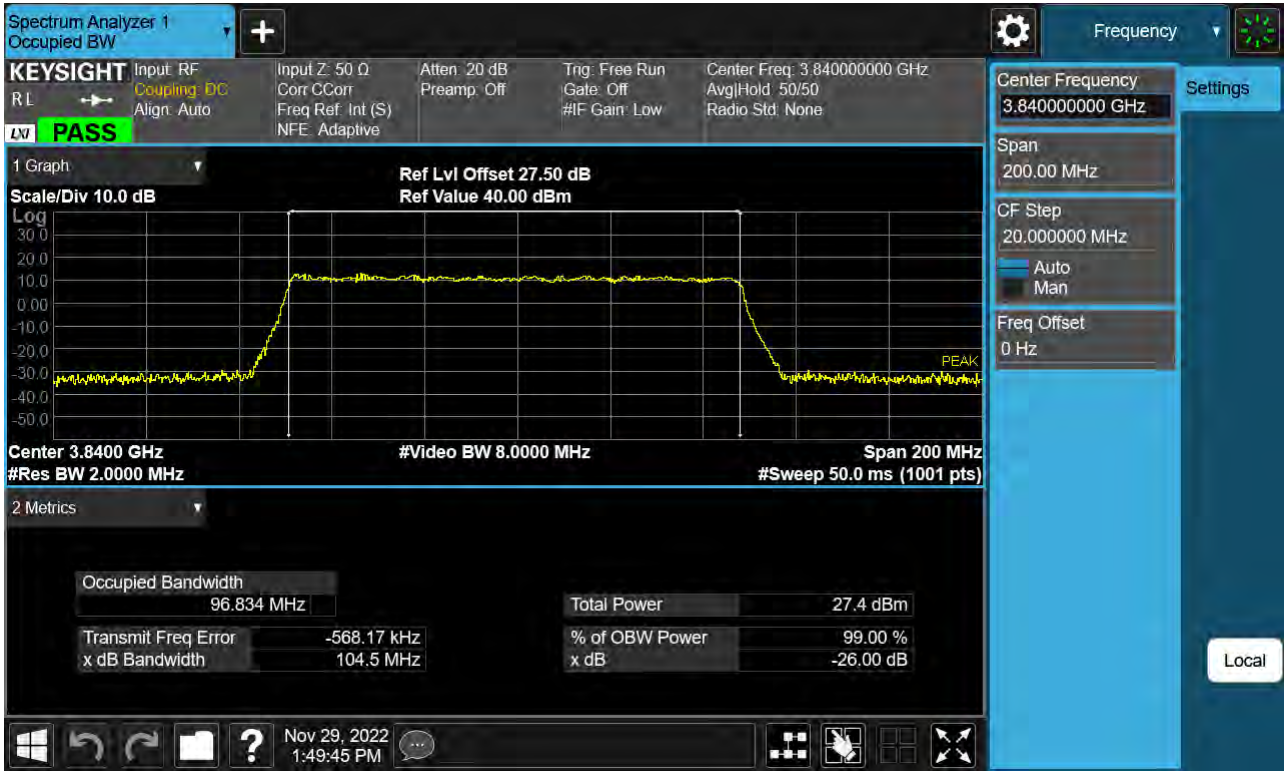 Spectrum Analyzer 1
Occupied BW
+
Frequency
KEYSIGHT
RL
LXI PASS
Input: RF
Coupling: DC
Align: Auto
Input Z: 50 Ω
Corr CCorr
Freq Ref: Int (S)
NFE: Adaptive
Atten: 20 dB
Preamp: Off
Trig: Free Run
Gate: Off
#IF Gain: Low
Center Freq: 3.840000000 GHz
Avg|Hold: 50/50
Radio Std: None
Center Frequency
3.840000000 GHz
Settings
Span
200.00 MHz
CF Step
20.000000 MHz
Auto
Man
Freq Offset
0 Hz
Local
1 Graph
Scale/Div 10.0 dB
Ref Lvl Offset 27.50 dB
Ref Value 40.00 dBm
Log
30.0
20.0
10.0
0.00
-10.0
-20.0
-30.0
-40.0
-50.0
PEAK
Center 3.8400 GHz
#Video BW 8.0000 MHz
Span 200 MHz
#Res BW 2.0000 MHz
#Sweep 50.0 ms (1001 pts)
2 Metrics
Occupied Bandwidth
96.834 MHz
Total Power 27.4 dBm
Transmit Freq Error -568.17 kHz
% of OBW Power 99.00 %
x dB Bandwidth 104.5 MHz
x dB -26.00 dB
?
Nov 29, 2022
1:49:45 PM